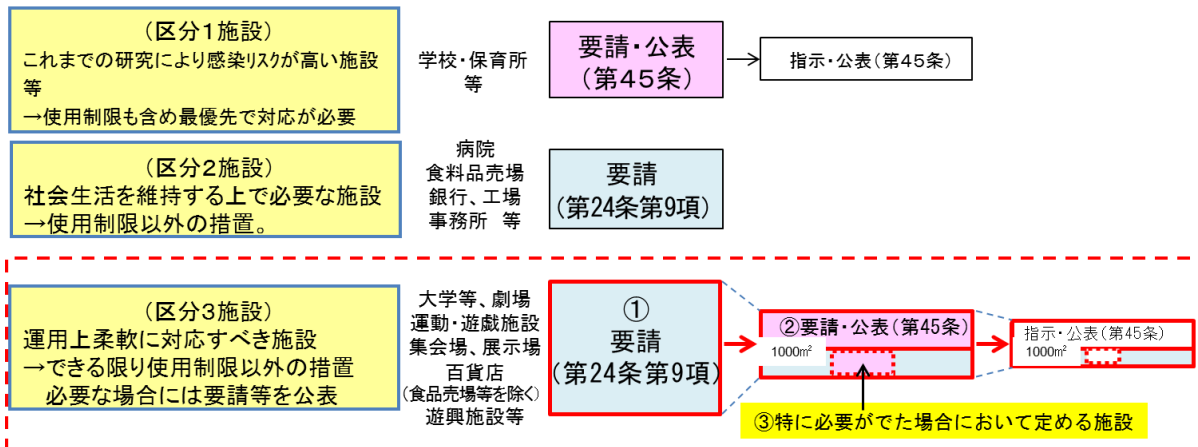 （区分１施設）
これまでの研究により感染リスクが高い施設
等
→使用制限も含め最優先で対応が必要
学校・保育所
等
要請・公表
（第４５条）
指示・公表（第４５条）
（区分２施設）
社会生活を維持する上で必要な施設
→使用制限以外の措置。
病院
食料品売場
銀行、工場
事務所　等
要請
（第24条第9項）
（区分３施設）
運用上柔軟に対応すべき施設
→できる限り使用制限以外の措置
必要な場合には要請等を公表
大学等、劇場
運動・遊戯施設
集会場、展示場
百貨店
（食品売場等を除く）
遊興施設等
①
要請
（第24条第9項）
②要請・公表（第45条）
1000㎡
指示・公表（第45条）
1000㎡
③特に必要がでた場合において定める施設